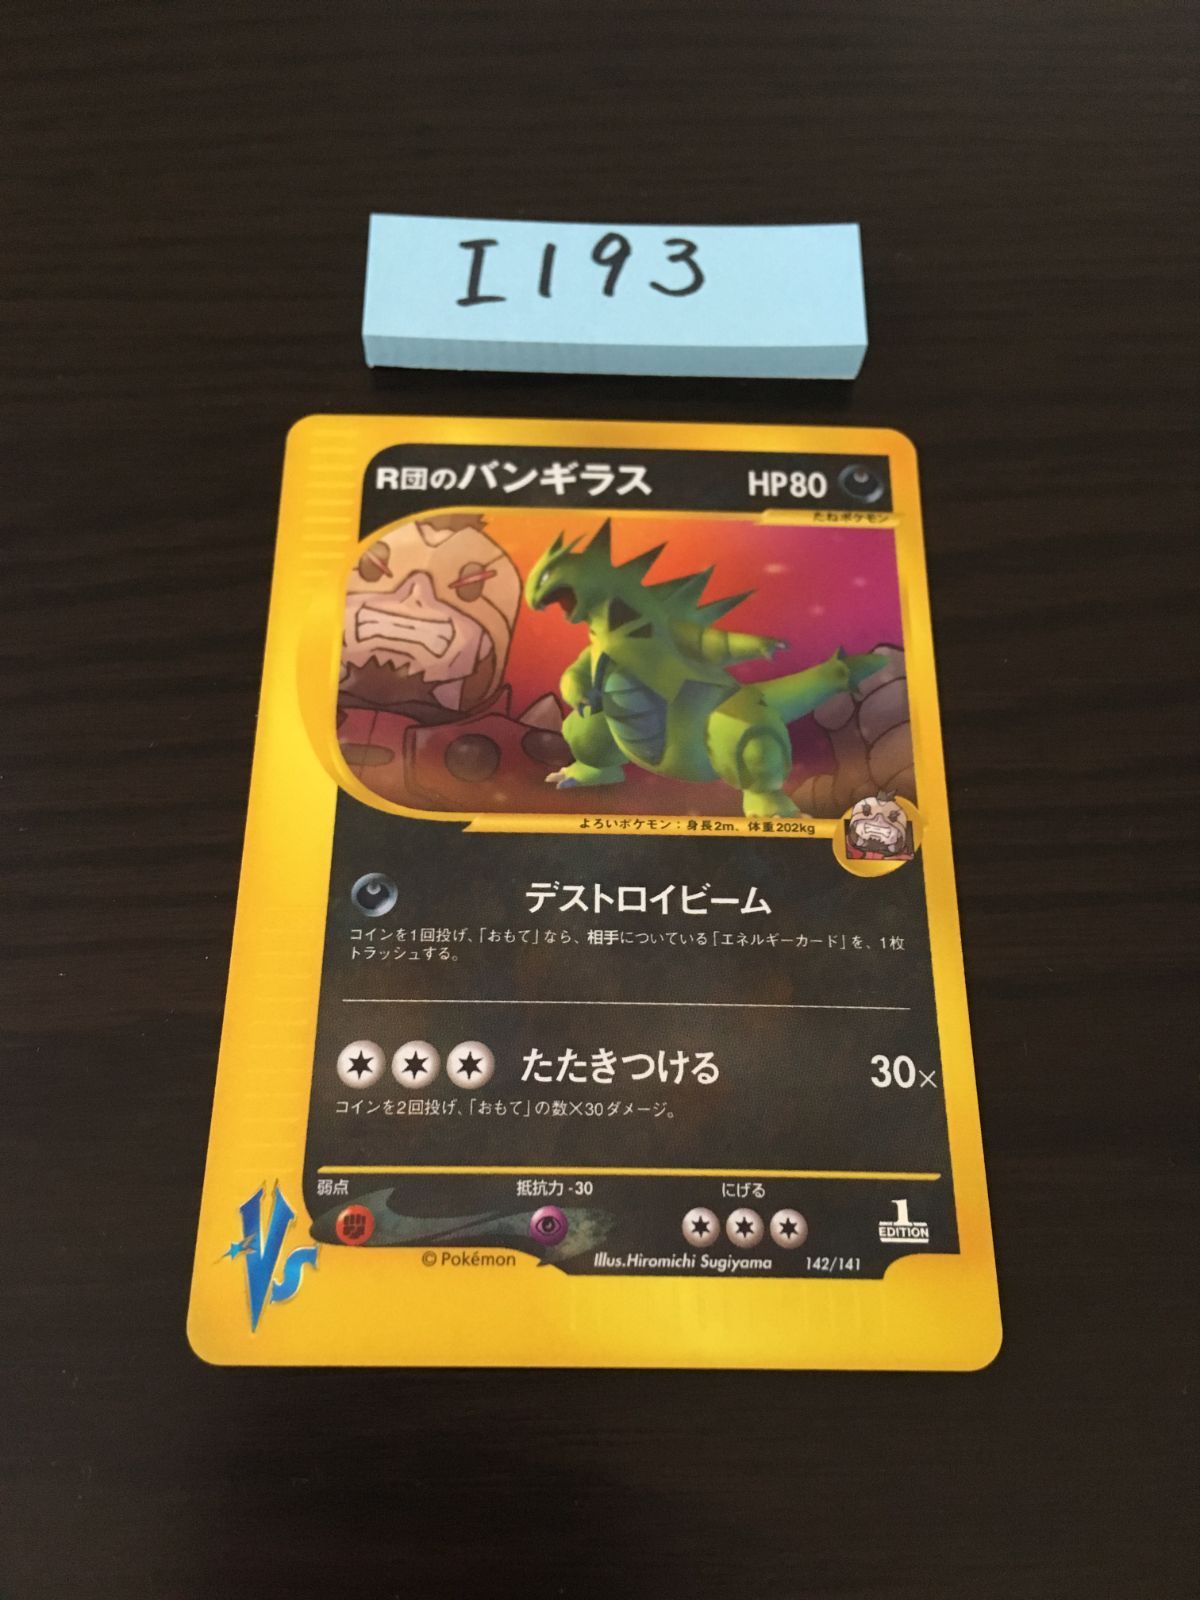 I193
R団のバンギラス HP80
たねポケモン
よろいポケモン：身長2m、体重202kg
デストロイビーム
コインを1回投げ、「おもて」なら、相手についている「エネルギーカード」を、1枚
トラッシュする。
たたきつける 30×
コインを2回投げ、「おもて」の数×30ダメージ。
弱点 抵抗力-30 にげる
1
EDITION
VS
© Pokémon Illus.Hiromichi Sugiyama 142/141